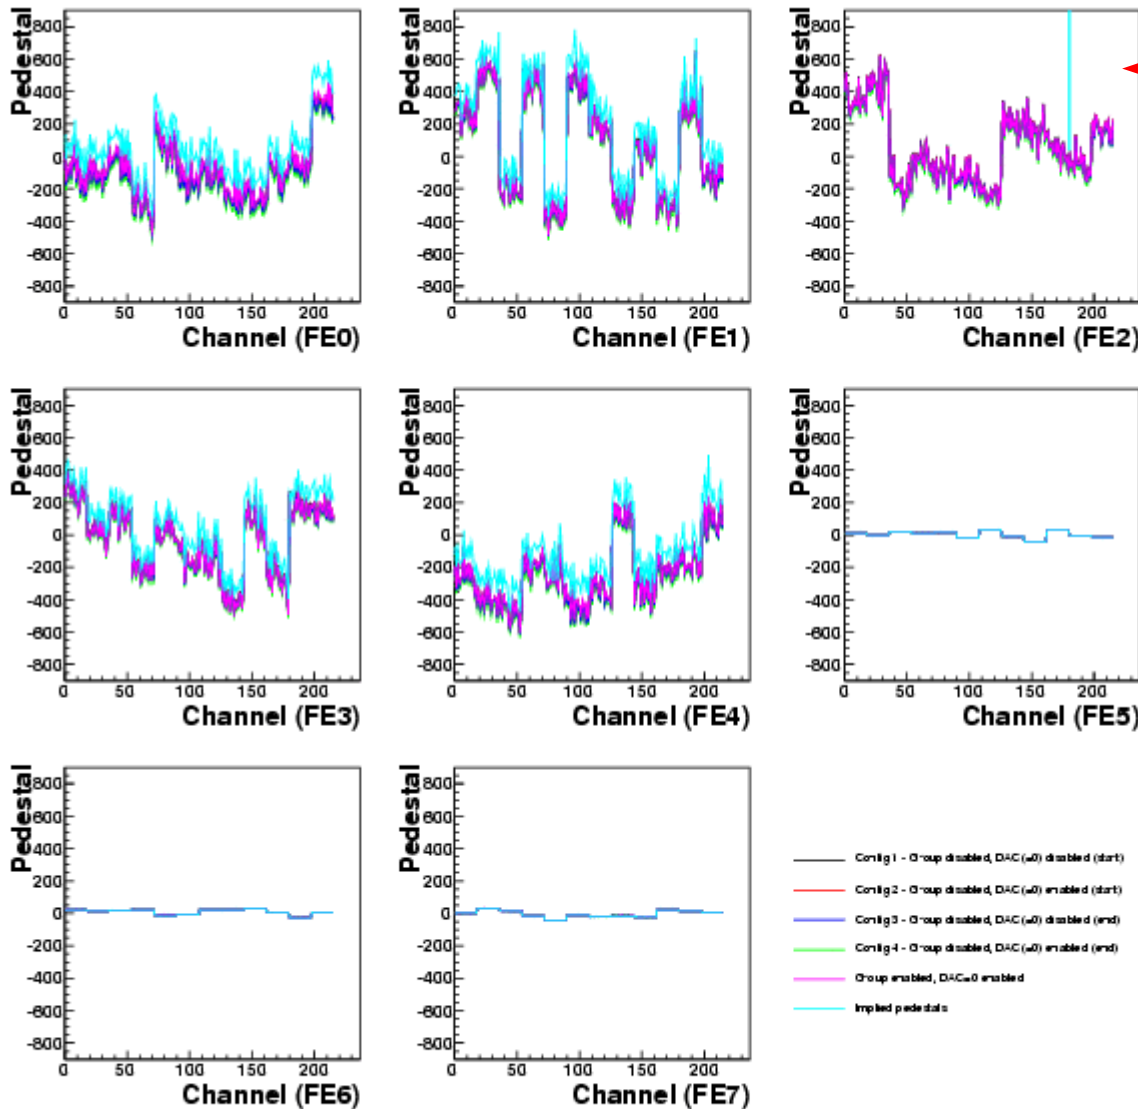 Pedestal
800
600
400
200
0
-200
-400
-600
-800
0 50 100 150 200
Channel (FE0)
Pedestal
800
600
400
200
0
-200
-400
-600
-800
0 50 100 150 200
Channel (FE1)
Pedestal
800
600
400
200
0
-200
-400
-600
-800
0 50 100 150 200
Channel (FE2)
Pedestal
800
600
400
200
0
-200
-400
-600
-800
0 50 100 150 200
Channel (FE3)
Pedestal
800
600
400
200
0
-200
-400
-600
-800
0 50 100 150 200
Channel (FE4)
Pedestal
800
600
400
200
0
-200
-400
-600
-800
0 50 100 150 200
Channel (FE5)
Pedestal
800
600
400
200
0
-200
-400
-600
-800
0 50 100 150 200
Channel (FE6)
Pedestal
800
600
400
200
0
-200
-400
-600
-800
0 50 100 150 200
Channel (FE7)
Config 1 - Group disabled, DAC (=0) disabled (start)
Config 2 - Group disabled, DAC (=0) enabled (start)
Config 3 - Group disabled, DAC (=0) disabled (end)
Config 4 - Group disabled, DAC (=0) enabled (end)
Group enabled, DAC=0 enabled
Implied pedestals